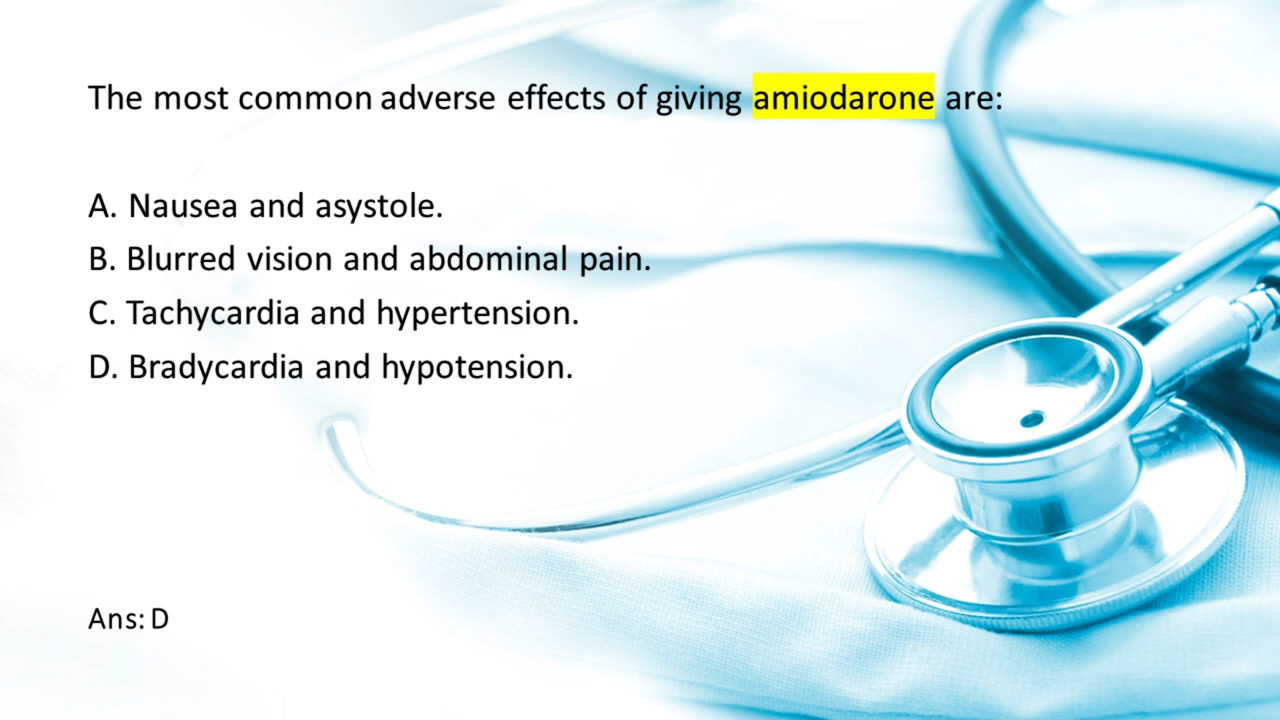 The most common adverse effects of giving amiodarone are:
A. Nausea and asystole.
B. Blurred vision and abdominal pain.
C. Tachycardia and hypertension.
D. Bradycardia and hypotension.
Ans: D